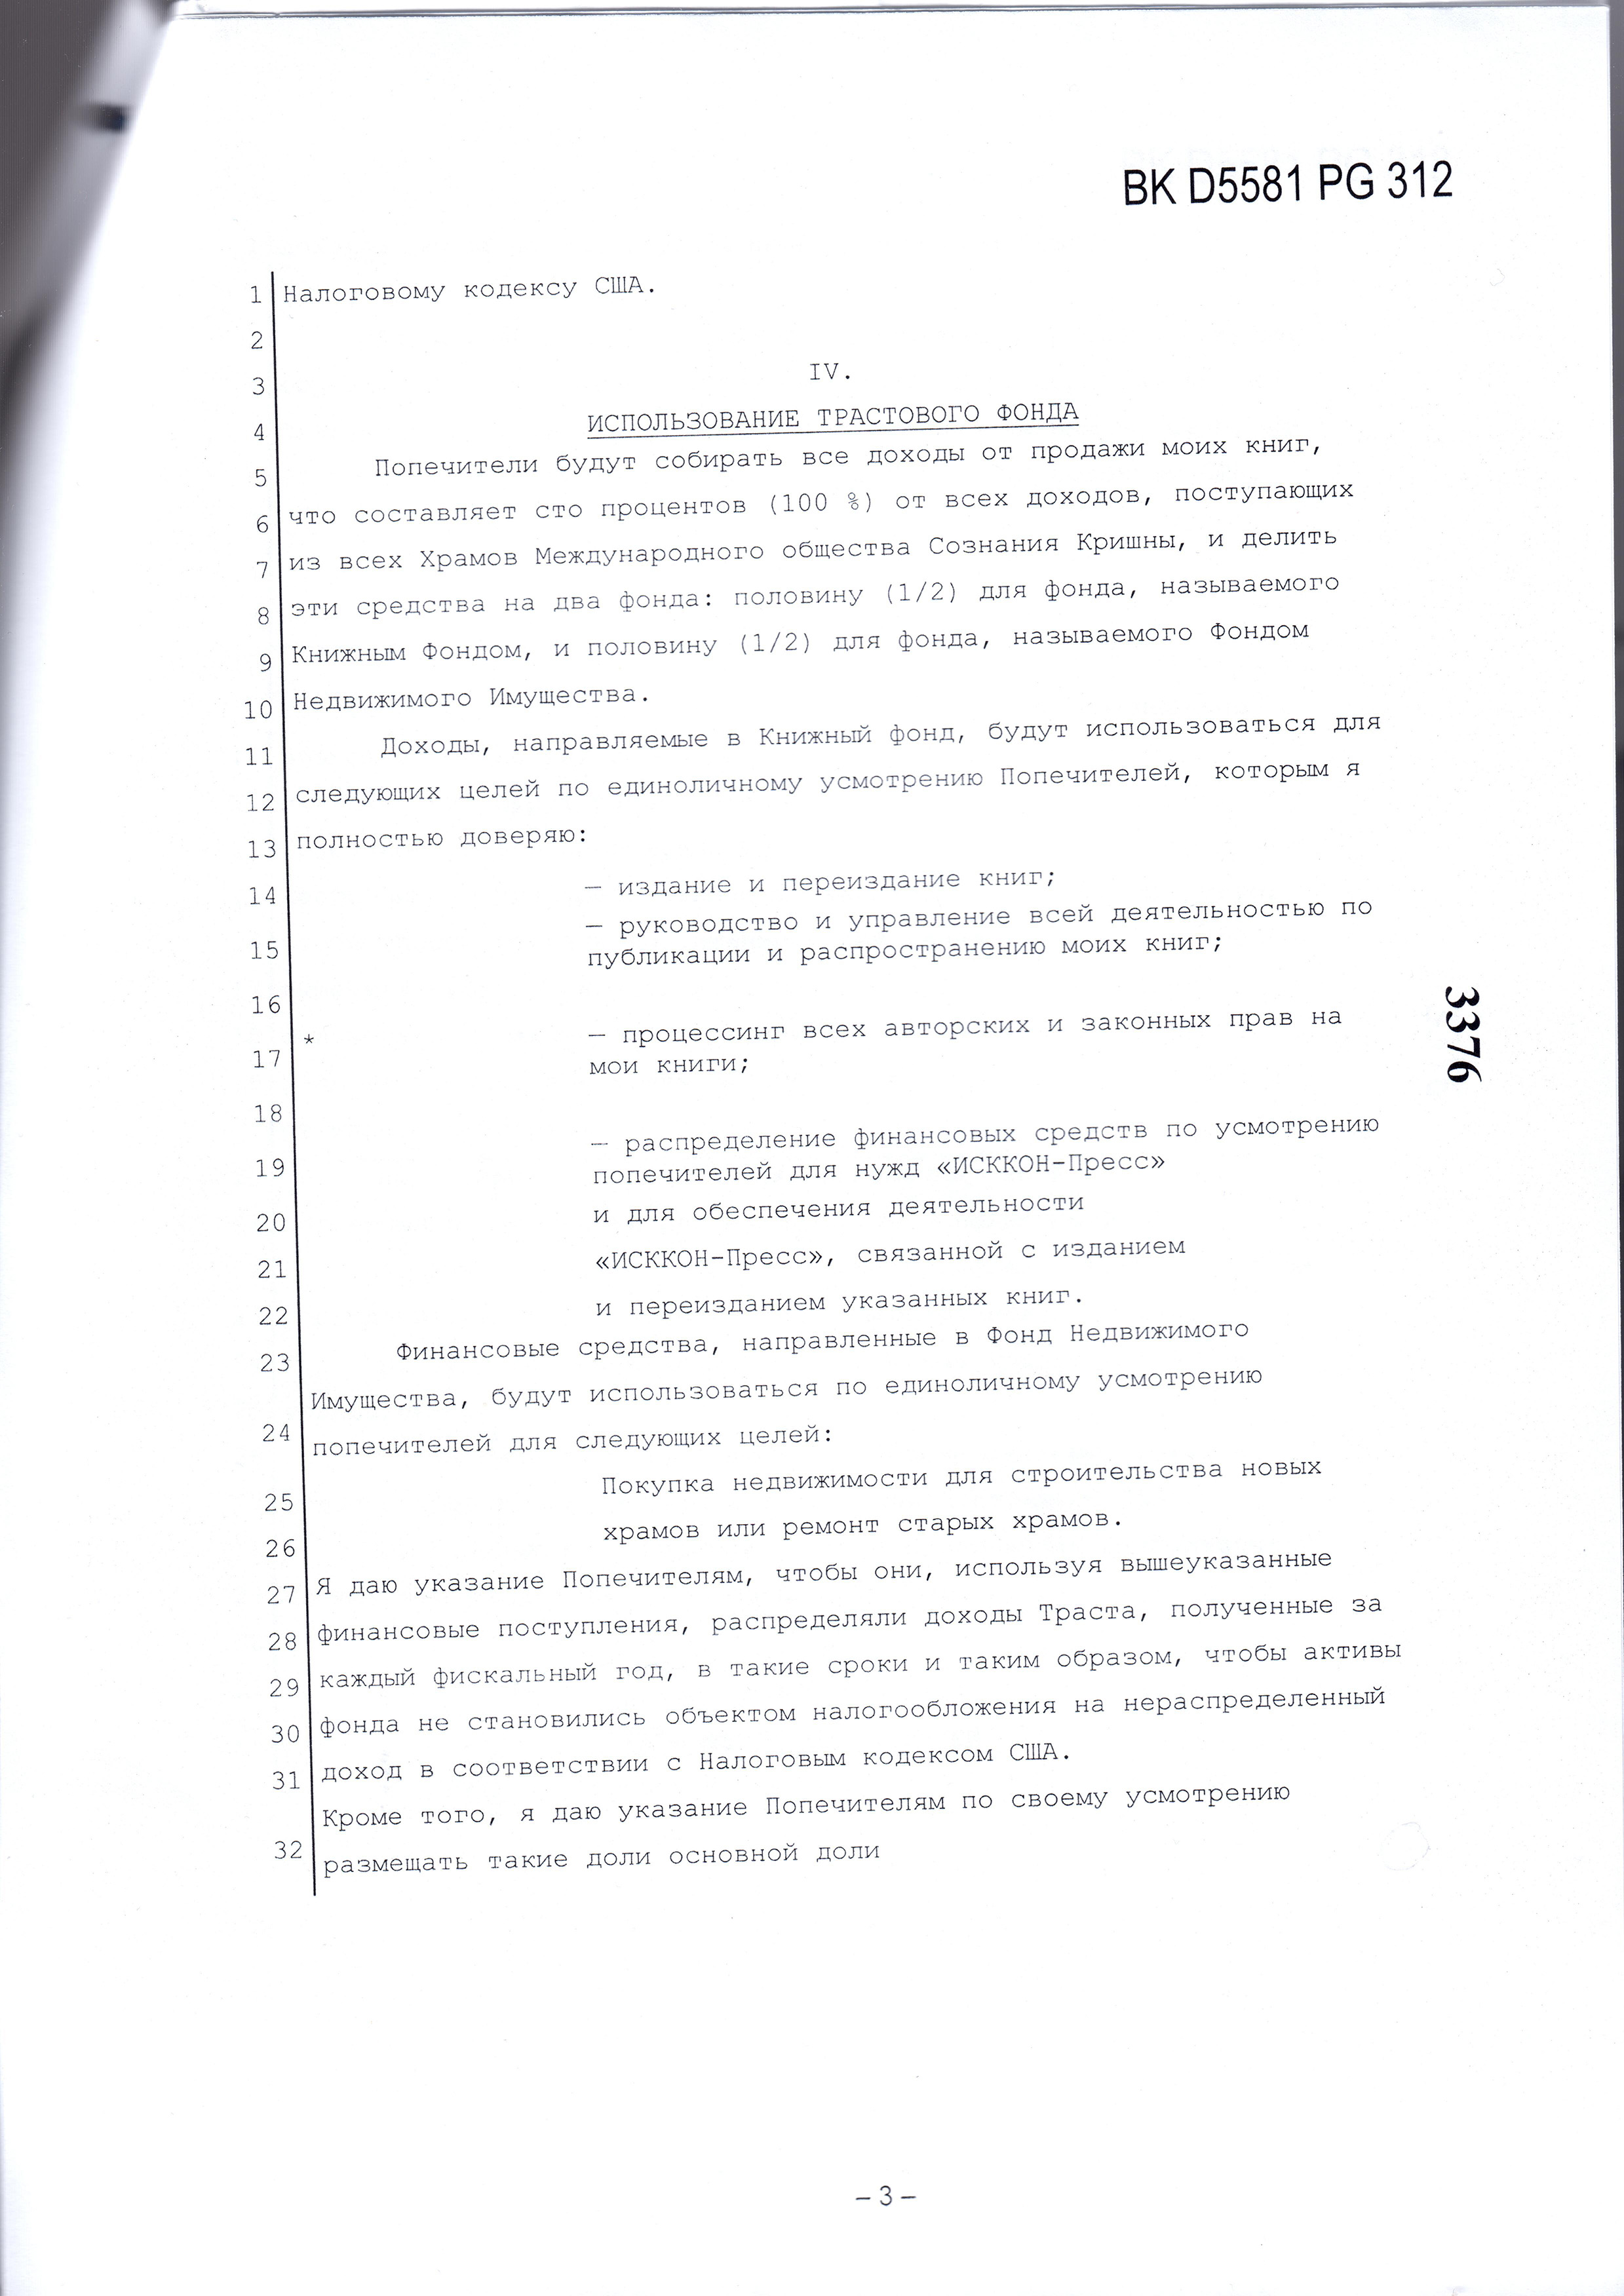 BK D5581 PG 312
1 Налоговому кодексу США.
2
3 IV.
4 ИСПОЛЬЗОВАНИЕ ТРАСТОВОГО ФОНДА
5 Попечители будут собирать все доходы от продажи моих книг,
6 что составляет сто процентов (100 %) от всех доходов, поступающих
7 из всех Храмов Международного общества Сознания Кришны, и делить
8 эти средства на два фонда: половину (1/2) для фонда, называемого
9 Книжным Фондом, и половину (1/2) для фонда, называемого Фондом
10 Недвижимого Имущества.
11 Доходы, направляемые в Книжный фонд, будут использоваться для
12 следующих целей по единоличному усмотрению Попечителей, которым я
13 полностью доверяю:
14 — издание и переиздание книг;
— руководство и управление всей деятельностью по
15 публикации и распространению моих книг;
16
* — процессинг всех авторских и законных прав на
17 мои книги;
18
— распределение финансовых средств по усмотрению
19 попечителей для нужд «ИСККОН-Пресс»
20 и для обеспечения деятельности
21 «ИСККОН-Пресс», связанной с изданием
22 и переизданием указанных книг.
23 Финансовые средства, направленные в Фонд Недвижимого
Имущества, будут использоваться по единоличному усмотрению
24 попечителей для следующих целей:
25 Покупка недвижимости для строительства новых
26 храмов или ремонт старых храмов.
27 Я даю указание Попечителям, чтобы они, используя вышеуказанные
28 финансовые поступления, распределяли доходы Траста, полученные за
29 каждый фискальный год, в такие сроки и таким образом, чтобы активы
30 фонда не становились объектом налогообложения на нераспределенный
31 доход в соответствии с Налоговым кодексом США.
Кроме того, я даю указание Попечителям по своему усмотрению
32 размещать такие доли основной доли
3376
– 3 –